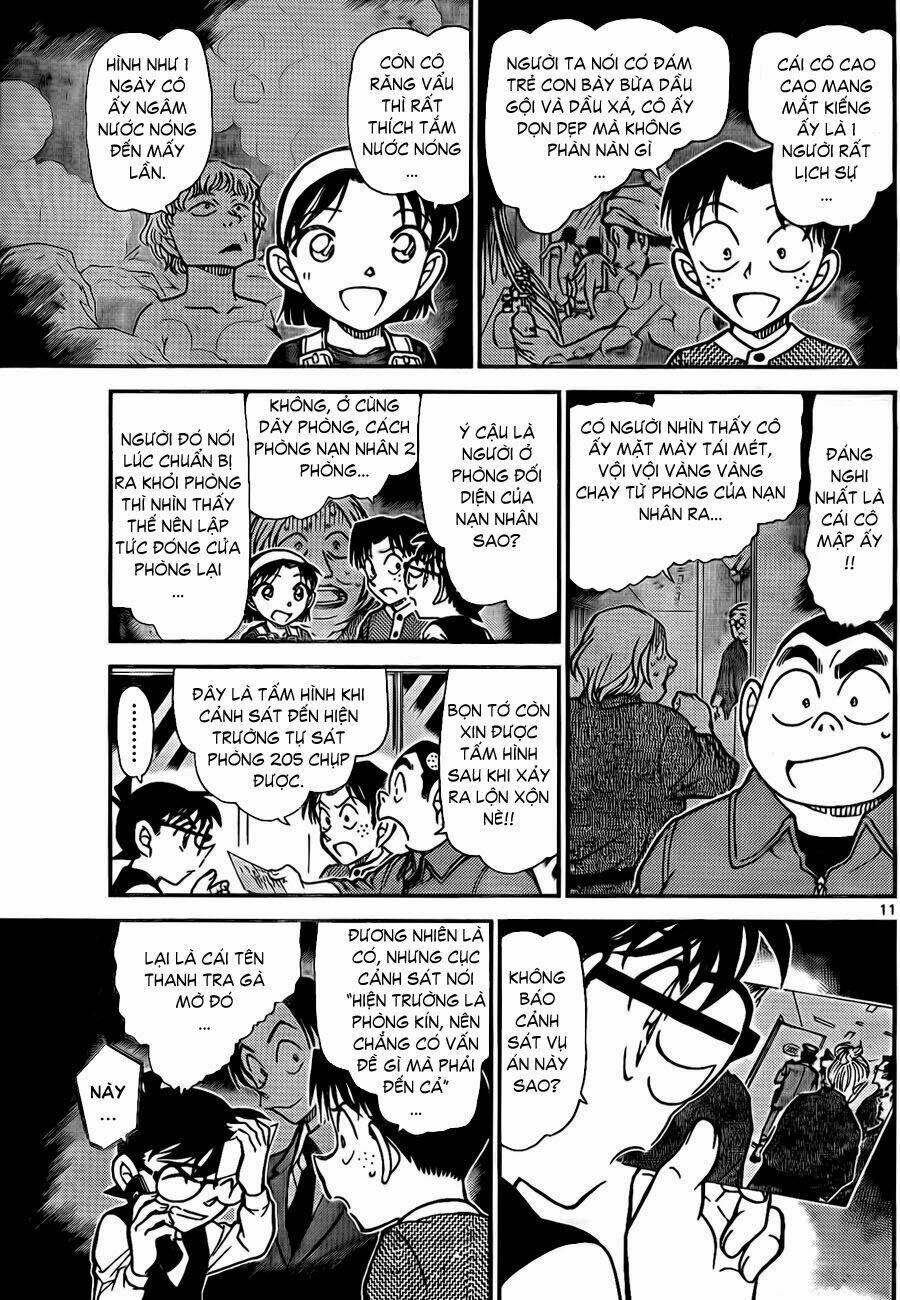 CÁI CÔ CAO
CAO MANG
MẮT KIẾNG
ẤY LÀ 1
NGƯỜI RẤT
LỊCH SỰ
...
NGƯỜI TA NÓI CÓ ĐÁM
TRẺ CON BÀY BỪA DẦU
GỘI VÀ DẦU XẢ, CÔ ẤY
DỌN DẸP MÀ KHÔNG
PHÀN NÀN GÌ
...
CÒN CÔ
RĂNG VẨU
THÌ RẤT
THÍCH TẮM
NƯỚC NÓNG
...
HÌNH NHƯ 1
NGÀY CÔ
ẤY NGÂM
NƯỚC NÓNG
ĐẾN MẤY
LẦN.
ĐÁNG
NGHI
NHẤT LÀ
CÁI CÔ
MẬP ẤY
!!
CÓ NGƯỜI NHÌN THẤY CÔ
ẤY MẶT MÀY TÁI MÉT,
VỘI VỘI VÀNG VÀNG
CHẠY TỪ PHÒNG CỦA NẠN
NHÂN RA...
Ý CẬU LÀ
NGƯỜI Ở
PHÒNG ĐỐI
DIỆN CỦA
NẠN NHÂN
SAO?
KHÔNG, Ở CÙNG
DÃY PHÒNG, CÁCH
PHÒNG NẠN NHÂN 2
PHÒNG...
NGƯỜI ĐÓ NÓI
LÚC CHUẨN BỊ
RA KHỎI PHÒNG
THÌ NHÌN THẤY
THẾ NÊN LẬP
TỨC ĐÓNG CỬA
PHÒNG LẠI
...
BỌN TỚ CÒN
XIN ĐƯỢC
TẤM HÌNH
SAU KHI XẢY
RA LỘN XỘN
NÈ!!
ĐÂY LÀ TẤM HÌNH KHI
CẢNH SÁT ĐẾN HIỆN
TRƯỜNG TỰ SÁT
PHÒNG 205 CHỤP
ĐƯỢC.
........
11
KHÔNG
BÁO
CẢNH
SÁT VỤ
ÁN NÀY
SAO?
ĐƯƠNG NHIÊN LÀ
CÓ, NHƯNG CỤC
CẢNH SÁT NÓI
"HIỆN TRƯỜNG LÀ
PHÒNG KÍN, NÊN
CHẲNG CÓ VẤN
ĐỀ GÌ MÀ PHẢI
ĐẾN CẢ"
...
LẠI LÀ CÁI TÊN
THANH TRA GÀ
MỜ ĐÓ
...
NÀY
...